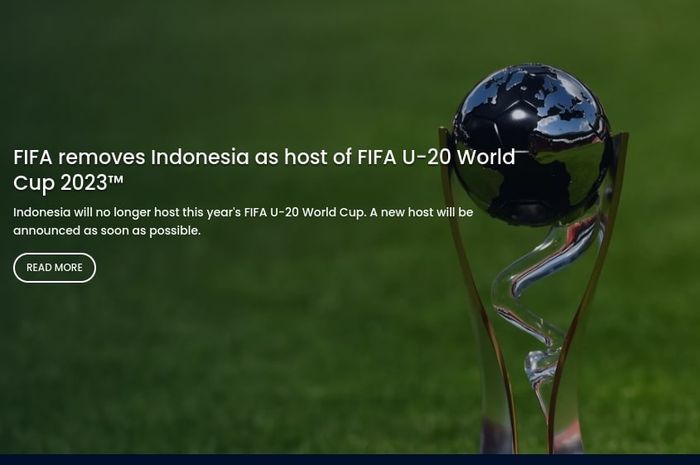 FIFA removes Indonesia as host of FIFA U-20 World
Cup 2023™
Indonesia will no longer host this year's FIFA U-20 World Cup. A new host will be
announced as soon as possible.
READ MORE